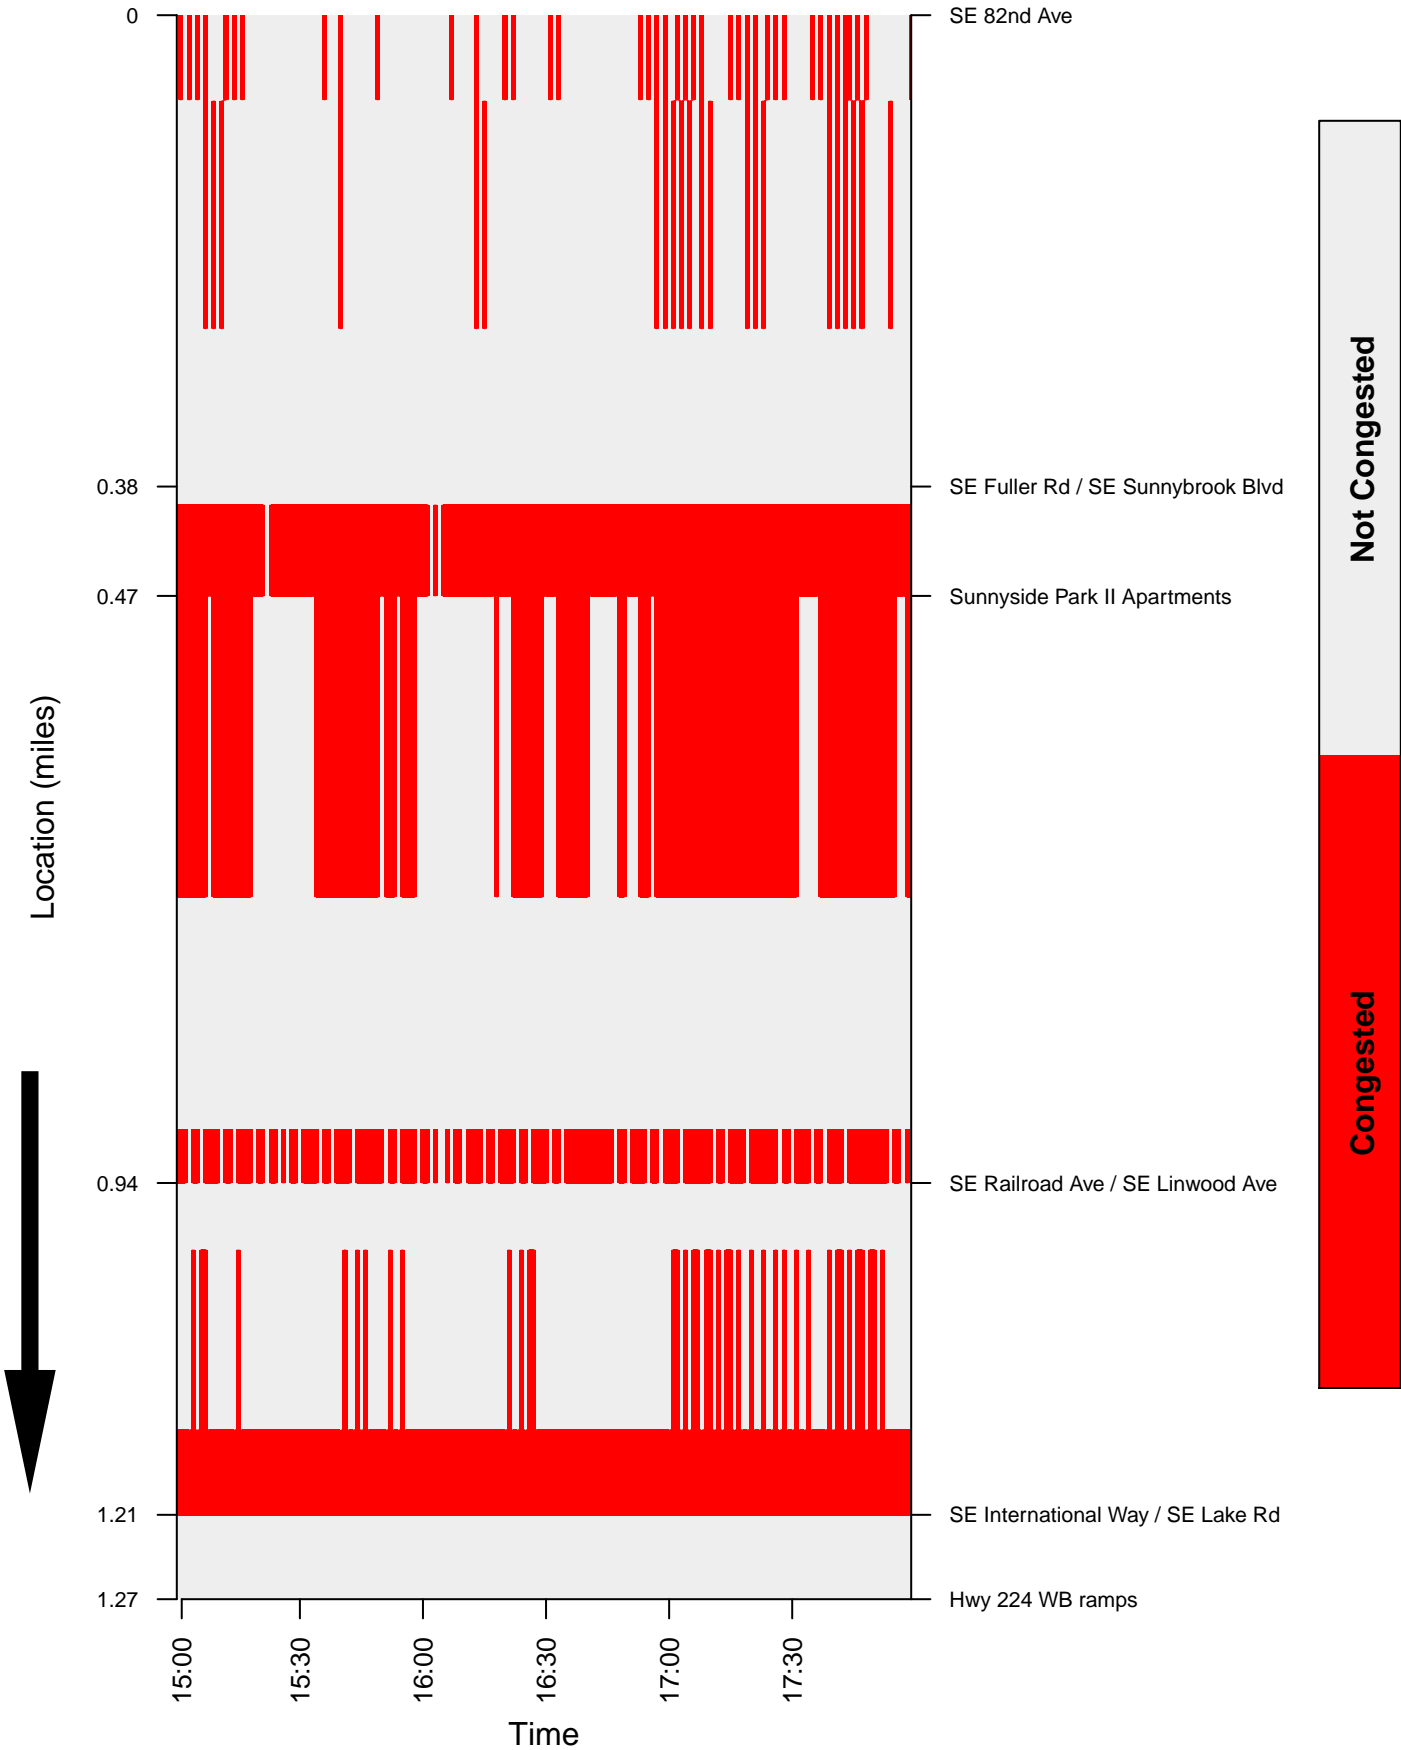 0
SE 82nd Ave
0.38
SE Fuller Rd / SE Sunnybrook Blvd
0.47
Sunnyside Park II Apartments
0.94
SE Railroad Ave / SE Linwood Ave
1.21
SE International Way / SE Lake Rd
1.27
Hwy 224 WB ramps
Location (miles)
15:00
15:30
16:00
16:30
17:00
17:30
Time
Not Congested
Congested